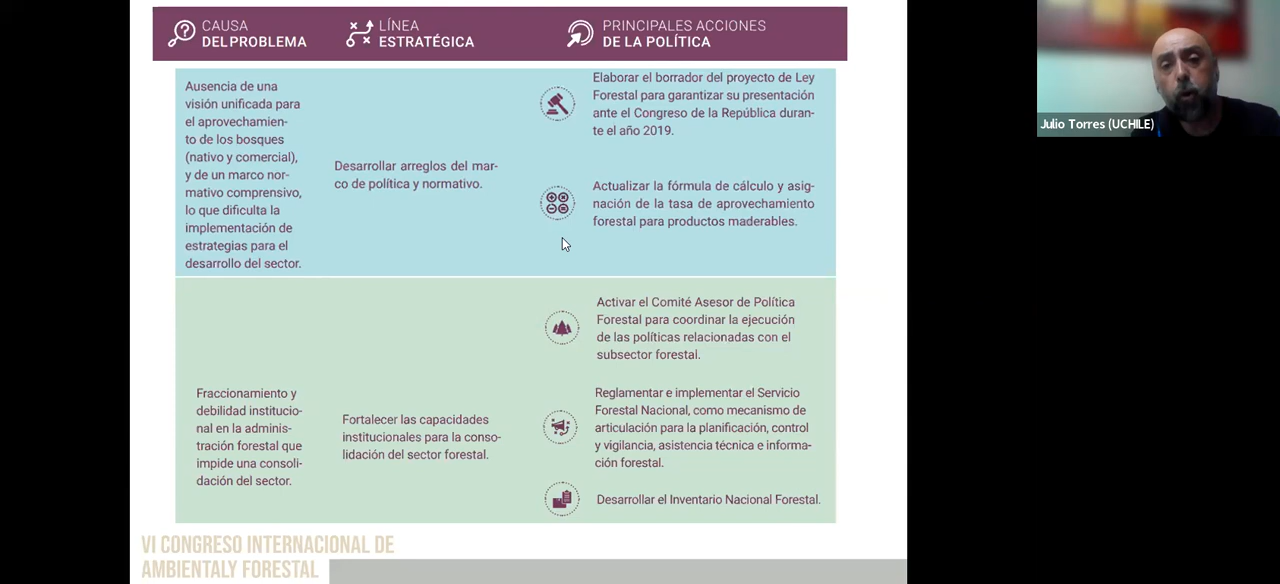 CAUSA
DEL PROBLEMA
LÍNEA
ESTRATÉGICA
PRINCIPALES ACCIONES
DE LA POLÍTICA
Ausencia de una
visión unificada para
el aprovechamien-
to de los bosques
(nativo y comercial),
y de un marco nor-
mativo comprensivo,
lo que dificulta la
implementación de
estrategias para el
desarrollo del sector.
Desarrollar arreglos del mar-
co de política y normativo.
Elaborar el borrador del proyecto de Ley
Forestal para garantizar su presentación
ante el Congreso de la República duran-
te el año 2019.
Actualizar la fórmula de cálculo y asig-
nación de la tasa de aprovechamiento
forestal para productos maderables.
Fraccionamiento y
debilidad institucio-
nal en la adminis-
tración forestal que
impide una consoli-
dación del sector.
Fortalecer las capacidades
institucionales para la conso-
lidación del sector forestal.
Activar el Comité Asesor de Política
Forestal para coordinar la ejecución
de las políticas relacionadas con el
subsector forestal.
Reglamentar e implementar el Servicio
Forestal Nacional, como mecanismo de
articulación para la planificación, control
y vigilancia, asistencia técnica e informa-
ción forestal.
Desarrollar el Inventario Nacional Forestal.
VI CONGRESO INTERNACIONAL DE
AMBIENTALY FORESTAL
Julio Torres (UCHILE)